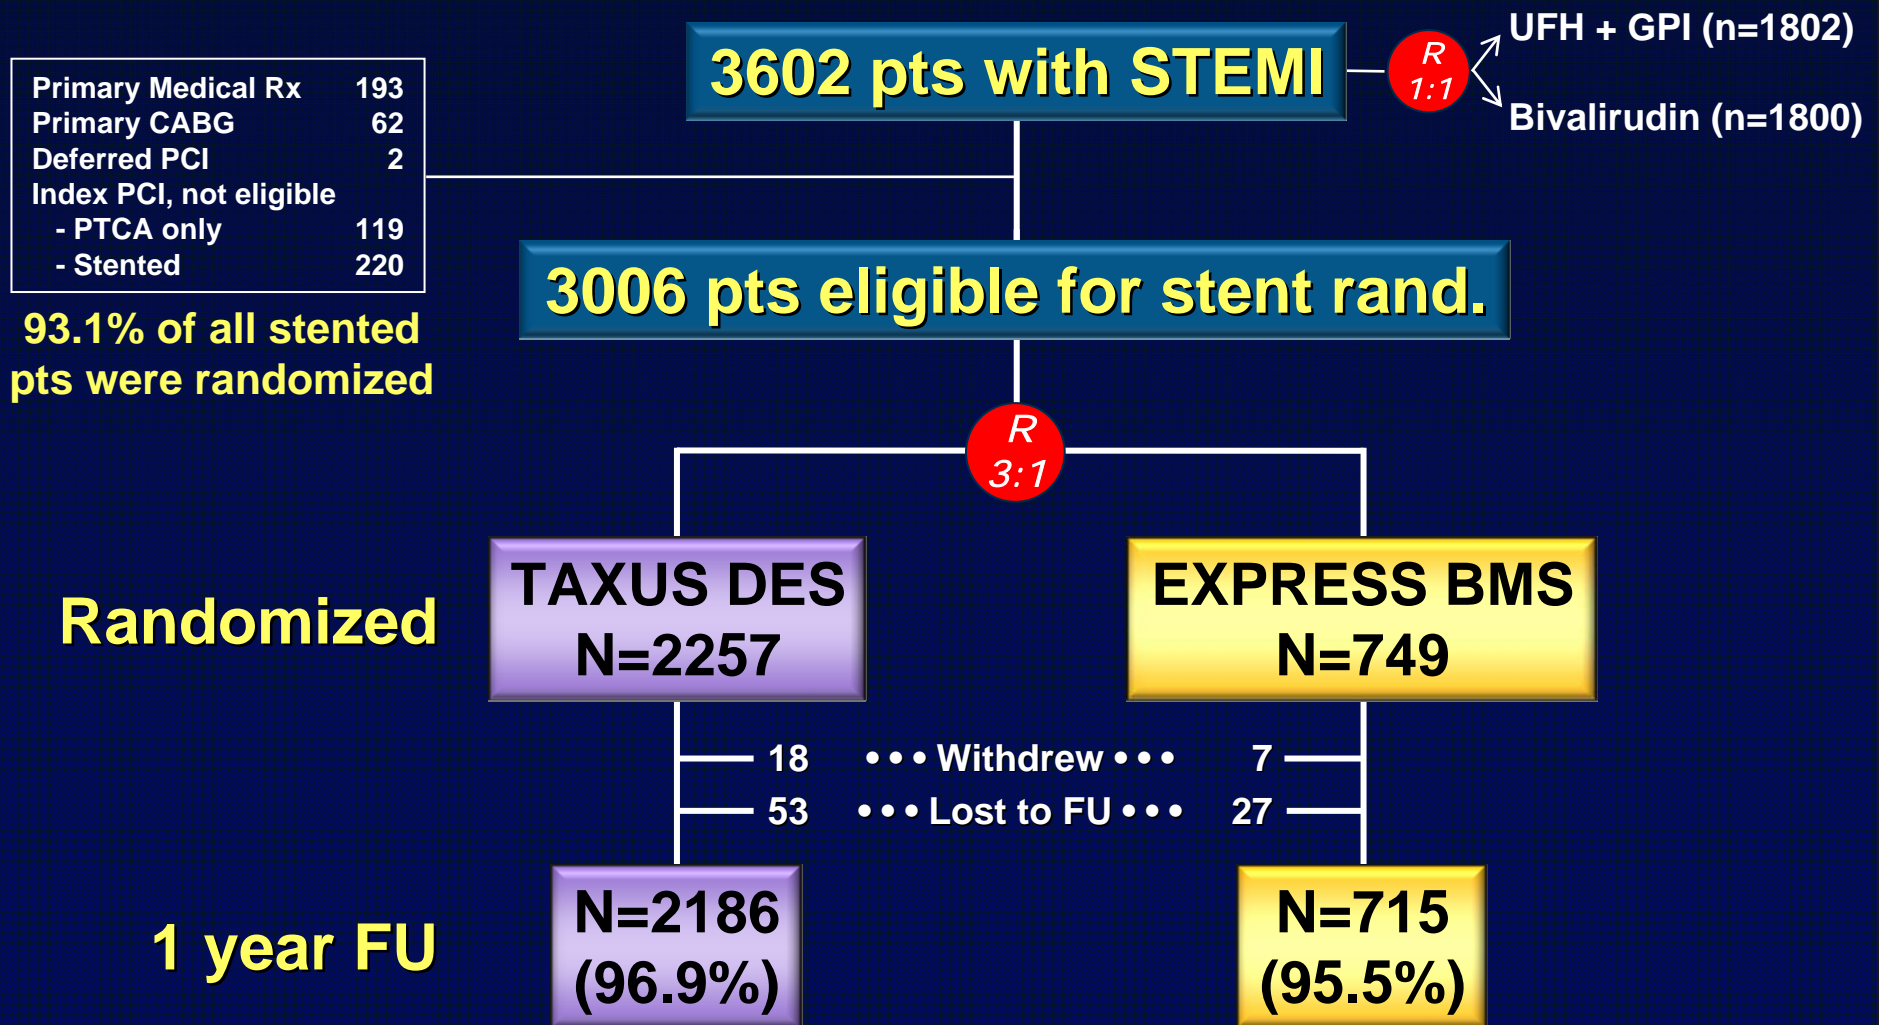 3602 pts with STEMI
R
1:1
UFH + GPI (n=1802)
Bivalirudin (n=1800)
Primary Medical Rx 193
Primary CABG 62
Deferred PCI 2
Index PCI, not eligible
- PTCA only 119
- Stented 220
93.1% of all stented
pts were randomized
3006 pts eligible for stent rand.
R
3:1
Randomized
TAXUS DES
N=2257
EXPRESS BMS
N=749
18 • • • Withdrew • • • 7
53 • • • Lost to FU • • • 27
1 year FU
N=2186
(96.9%)
N=715
(95.5%)